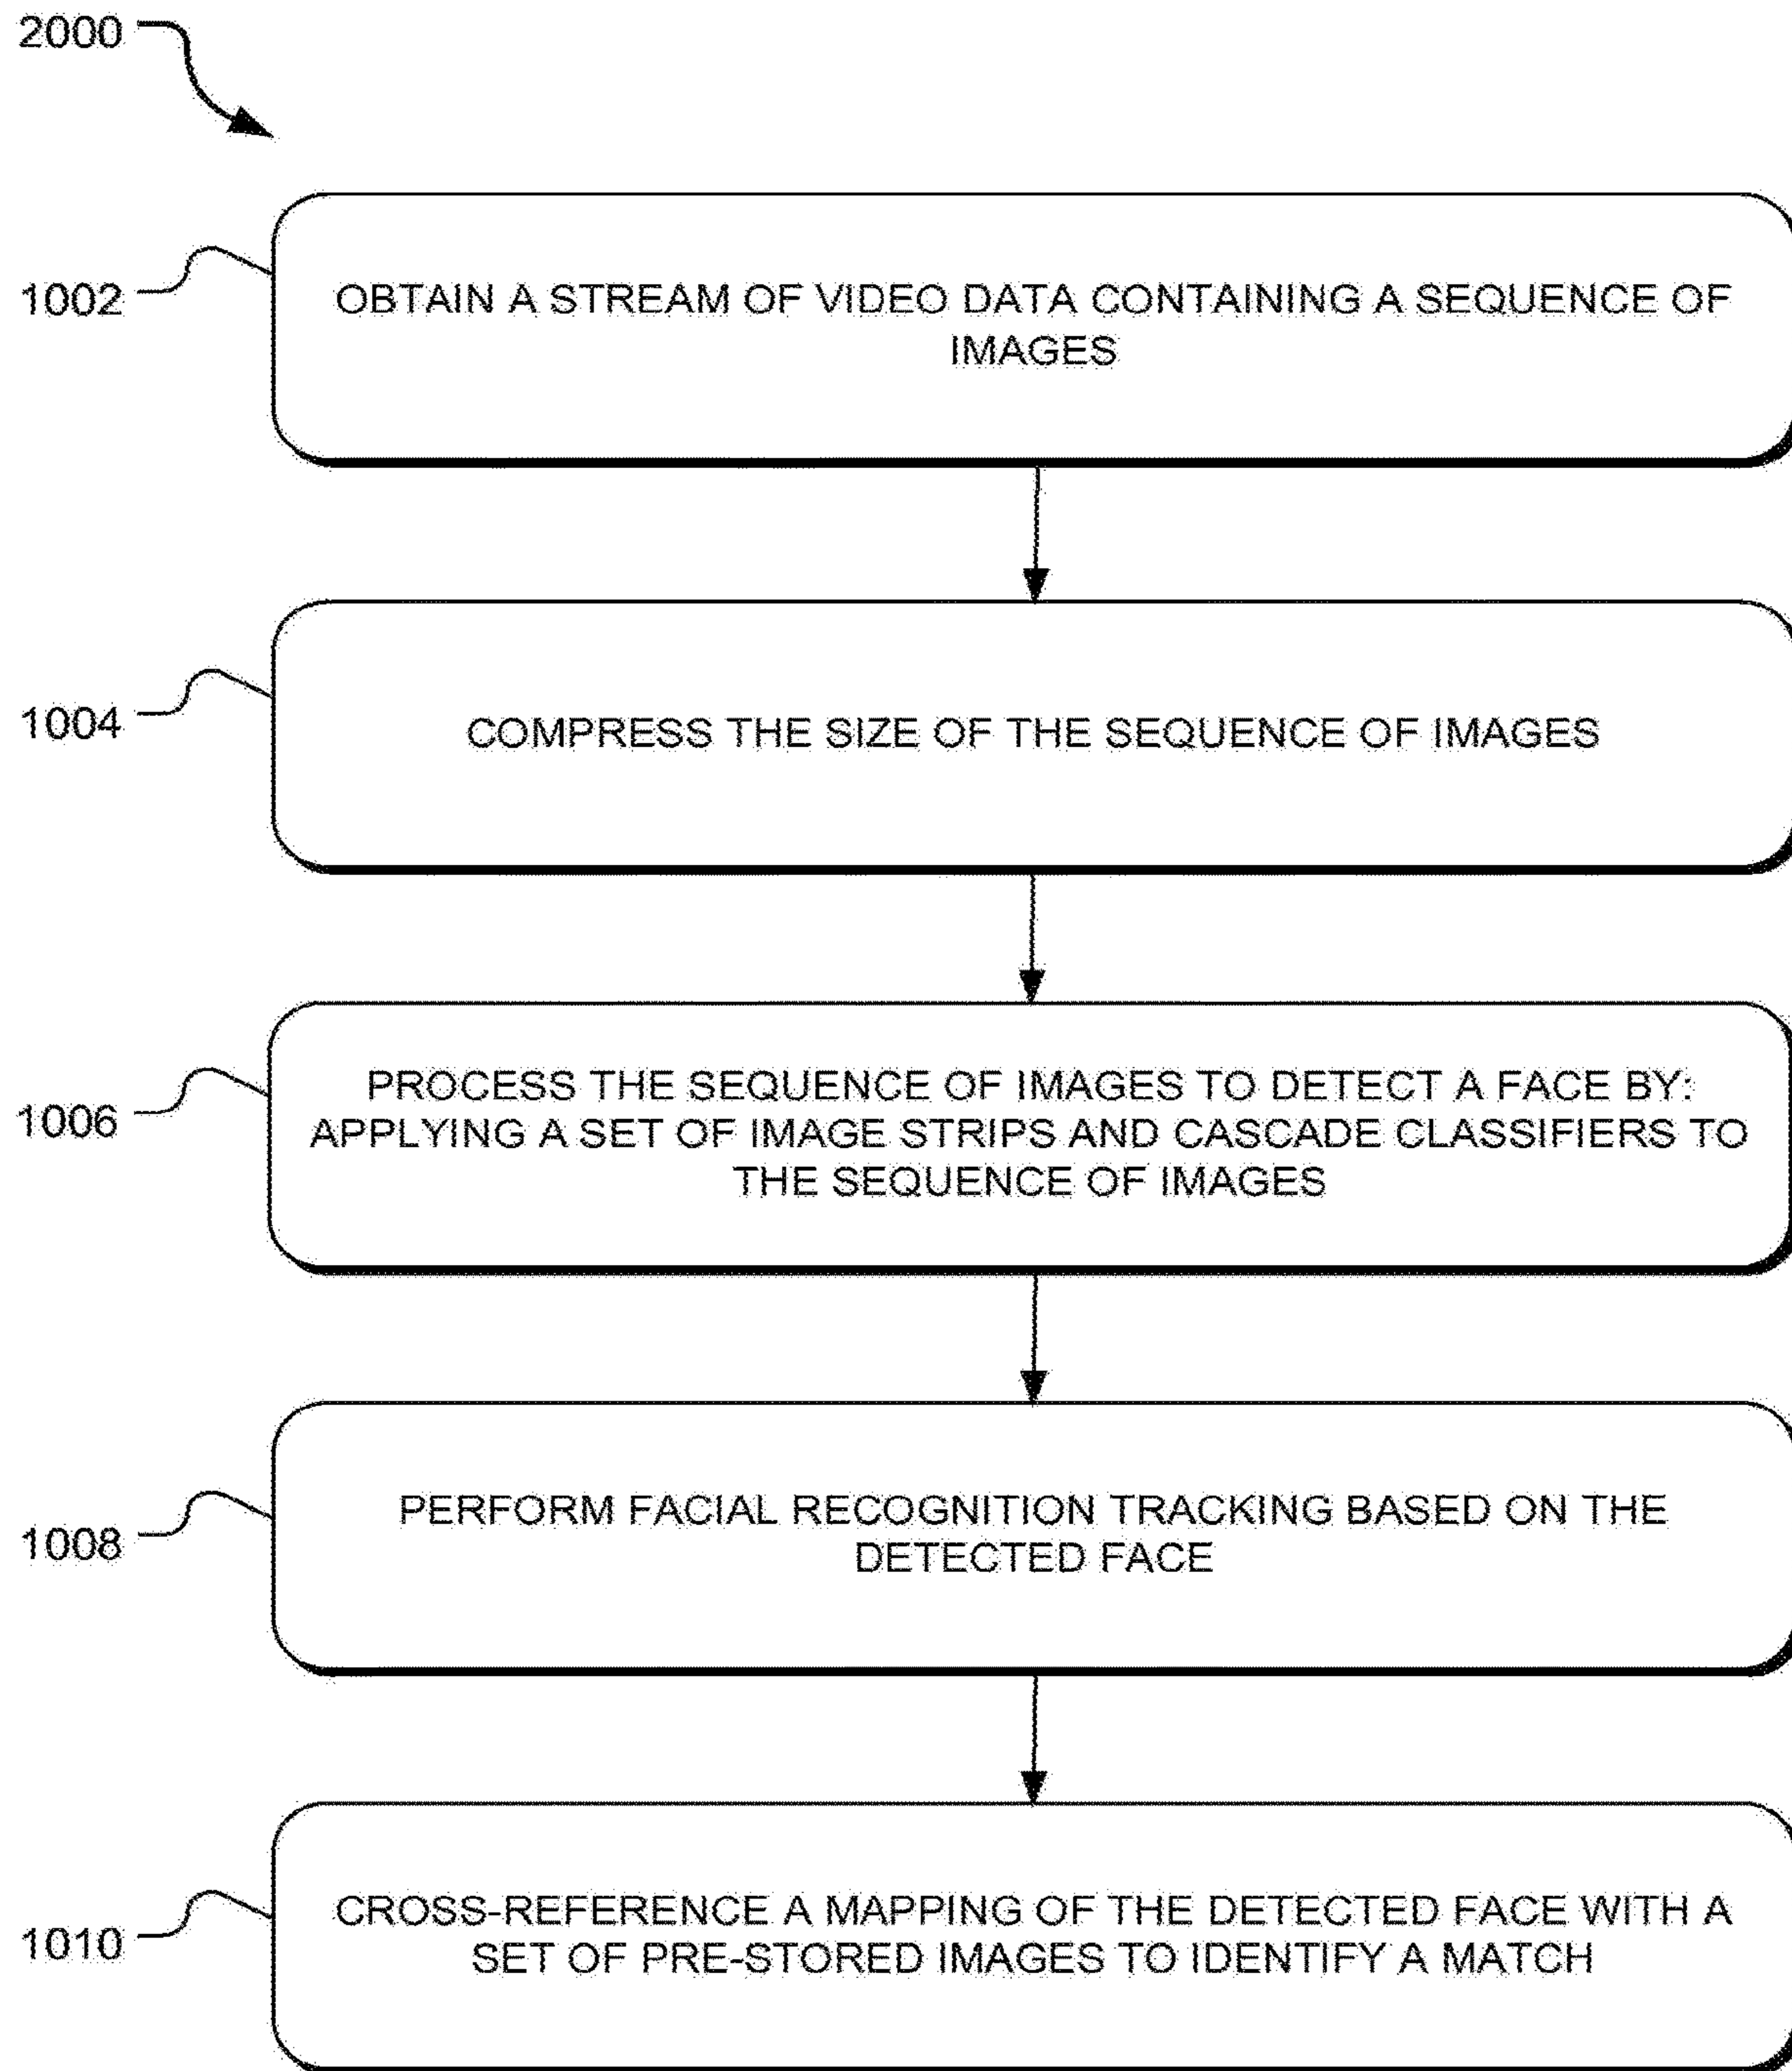 2000
1002
OBTAIN A STREAM OF VIDEO DATA CONTAINING A SEQUENCE OF
IMAGES
1004
COMPRESS THE SIZE OF THE SEQUENCE OF IMAGES
1006
PROCESS THE SEQUENCE OF IMAGES TO DETECT A FACE BY:
APPLYING A SET OF IMAGE STRIPS AND CASCADE CLASSIFIERS TO
THE SEQUENCE OF IMAGES
1008
PERFORM FACIAL RECOGNITION TRACKING BASED ON THE
DETECTED FACE
1010
CROSS-REFERENCE A MAPPING OF THE DETECTED FACE WITH A
SET OF PRE-STORED IMAGES TO IDENTIFY A MATCH